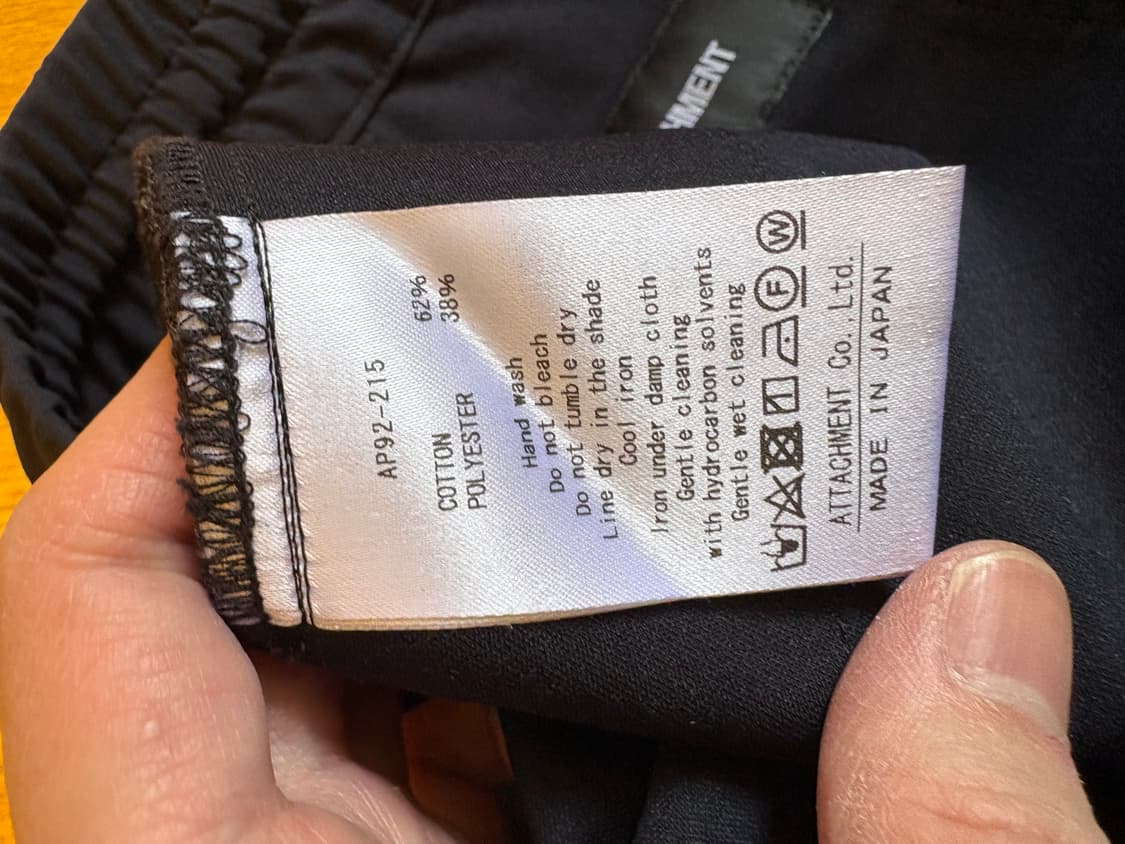 HMENT
AP92-215
COTTON 62%
POLYESTER 38%
Hand wash
Do not bleach
Do not tumble dry
Line dry in the shade
Cool iron
Iron under damp cloth
Gentle cleaning
with hydrocarbon solvents
Gentle wet cleaning
F W
ATTACHMENT Co.,Ltd.
MADE IN JAPAN